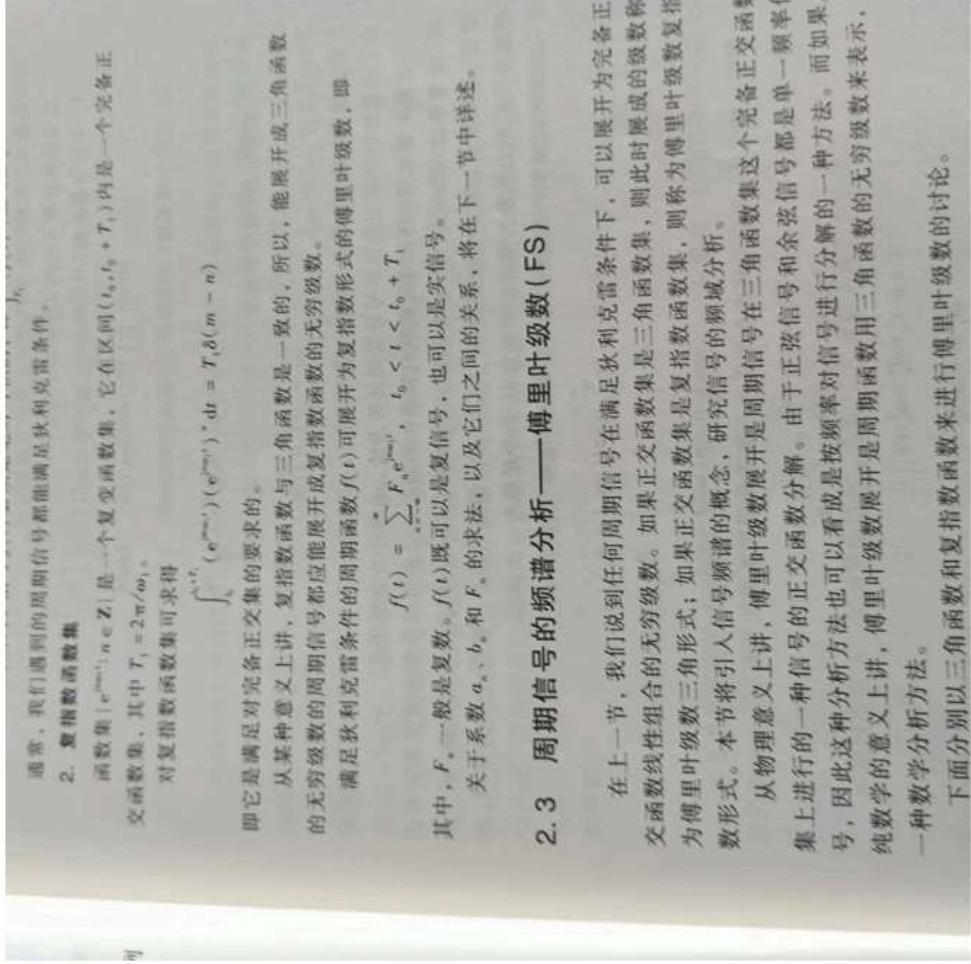 通常，我们遇到的周期信号都能满足狄利克雷条件。
2. 复指数函数集
函数集{e^{jnω₁t}|n∈Z}是一个复变函数集，它在区间(t₀,t₀+T₁)内是一个完备正
交函数集，其中 T₁=2π/ω₁。
对复指数函数集可求得
∫_{t₀}^{t₀+T₁} (e^{jmω₁t})(e^{jnω₁t})* dt = T₁δ(m-n)
即它是满足对完备正交集的要求的。
从某种意义上讲，复指数函数与三角函数是一致的，所以，能展开成三角函数
的无穷级数的周期信号都应能展开成复指数函数的无穷级数。
满足狄利克雷条件的周期函数f(t)可展开为复指数形式的傅里叶级数，即
f(t) = ∑_{n=-∞}^{∞} Fₙe^{jnω₁t}, t₀<t<t₀+T₁
其中，Fₙ一般是复数。f(t)既可以是复信号，也可以是实信号。
关于系数 aₙ、bₙ 和 Fₙ 的求法，以及它们之间的关系，将在下一节中详述。
2.3 周期信号的频谱分析——傅里叶级数(FS)
在上一节，我们说到任何周期信号在满足狄利克雷条件下，可以展开为完备正
交函数线性组合的无穷级数。如果正交函数集是三角函数集，则此时展成的级数称
为傅里叶级数三角形式；如果正交函数集是复指数函数集，则称为傅里叶级数复指
数形式。本节将引入信号频谱的概念，研究信号的频域分析。
从物理意义上讲，傅里叶级数展开是周期信号在三角函数集这个完备正交函数
集上进行的一种信号的正交函数分解。由于正弦信号和余弦信号都是单一频率信
号，因此这种分析方法也可以看成是按频率对信号进行分解的一种方法。而如果
纯数学的意义上讲，傅里叶级数展开是周期函数用三角函数的无穷级数来表示，
一种数学分析方法。
下面分别以三角函数和复指数函数来进行傅里叶级数的讨论。
列